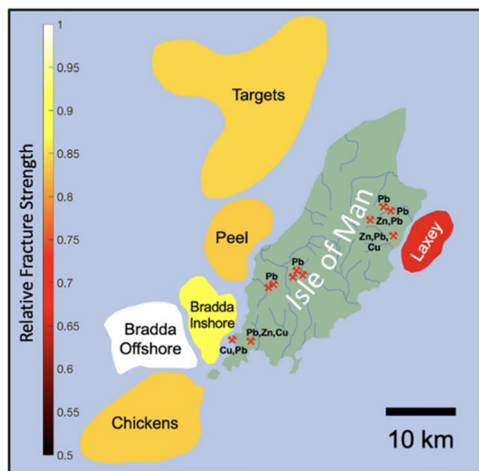 Relative Fracture Strength
1
0.95
0.9
0.85
0.8
0.75
0.7
0.65
0.6
0.55
0.5
Targets
Peel
Bradda
Inshore
Bradda
Offshore
Chickens
Laxey
Isle of Man
Pb
Pb
Zn,Pb
Zn,Pb,
Cu
Pb
Pb
Pb,Zn,Cu
Cu,Pb
10 km